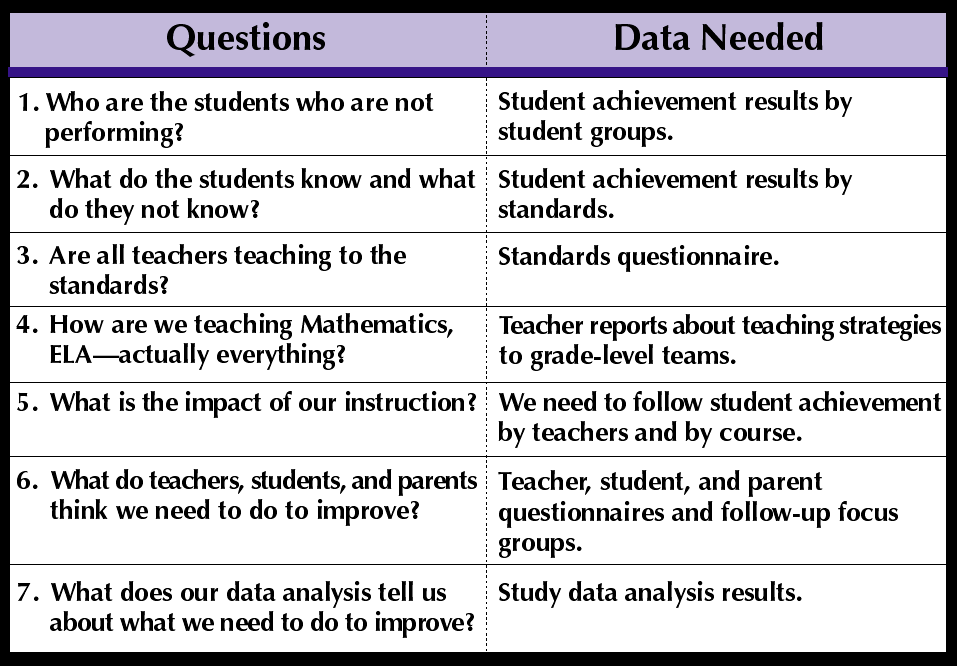 Questions
Data Needed
1. Who are the students who are not
performing?
Student achievement results by
student groups.
2. What do the students know and what
do they not know?
Student achievement results by
standards.
3. Are all teachers teaching to the
standards?
Standards questionnaire.
4. How are we teaching Mathematics,
ELA—actually everything?
Teacher reports about teaching strategies
to grade-level teams.
5. What is the impact of our instruction?
We need to follow student achievement
by teachers and by course.
6. What do teachers, students, and parents
think we need to do to improve?
Teacher, student, and parent
questionnaires and follow-up focus
groups.
7. What does our data analysis tell us
about what we need to do to improve?
Study data analysis results.